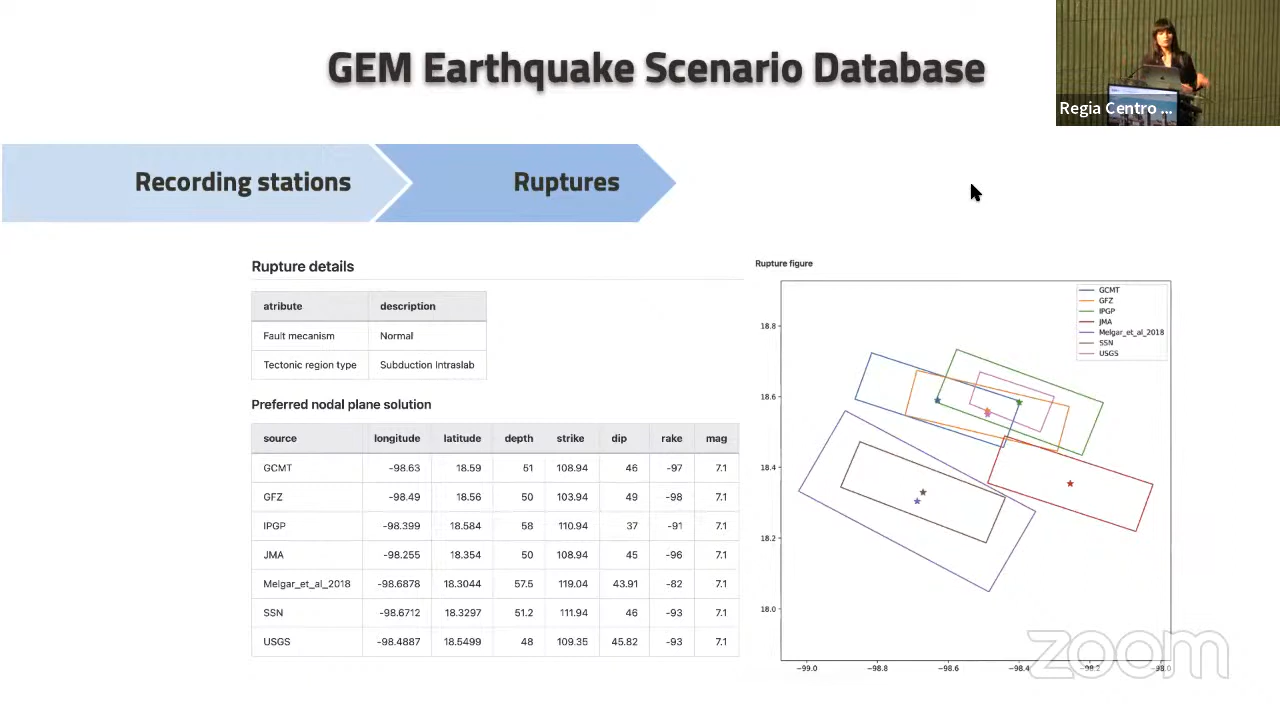 GEM Earthquake Scenario Database
Regia Centro ...
Recording stations
Ruptures
Rupture details
atribute description
Fault mecanism Normal
Tectonic region type Subduction Intraslab
Preferred nodal plane solution
source longitude latitude depth strike dip rake mag
GCMT -98.63 18.59 51 108.94 46 -97 7.1
GFZ -98.49 18.56 50 103.94 49 -98 7.1
IPGP -98.399 18.584 58 110.94 37 -91 7.1
JMA -98.255 18.354 50 108.94 45 -96 7.1
Melgar_et_al_2018 -98.6878 18.3044 57.5 119.04 43.91 -82 7.1
SSN -98.6712 18.3297 51.2 111.94 46 -93 7.1
USGS -98.4887 18.5499 48 109.35 45.82 -93 7.1
Rupture figure
GCMT
GFZ
IPGP
JMA
Melgar_et_al_2018
SSN
USGS
18.8
18.6
18.4
18.2
18.0
−99.0 −98.8 −98.6 −98.4 −98.2 −98.0
zoom